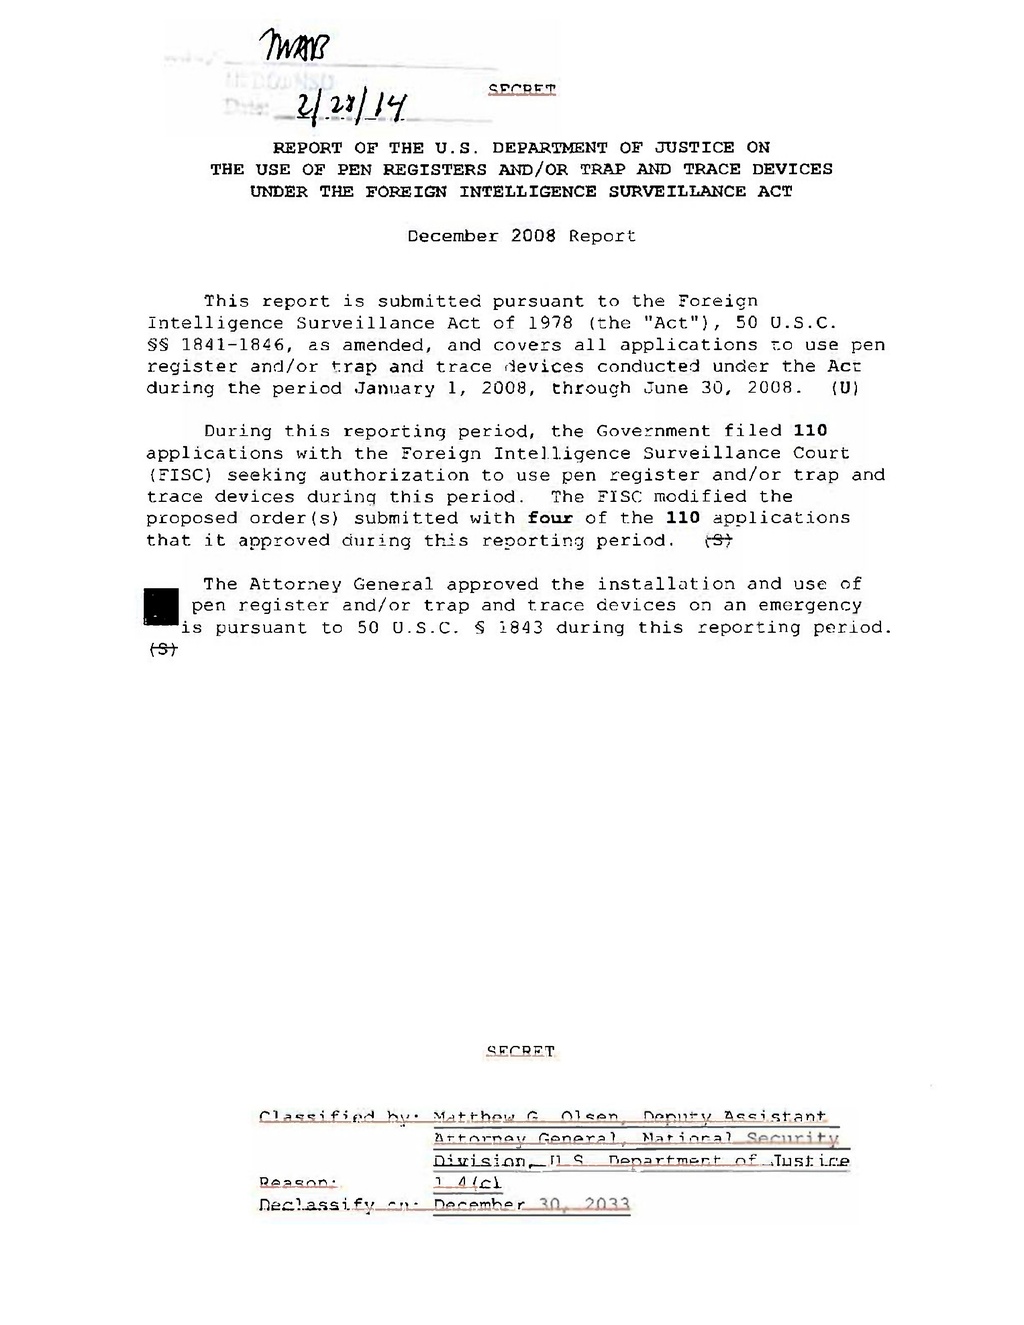 MAB
2/28/14
SECRET
REPORT OF THE U.S. DEPARTMENT OF JUSTICE ON
THE USE OF PEN REGISTERS AND/OR TRAP AND TRACE DEVICES
UNDER THE FOREIGN INTELLIGENCE SURVEILLANCE ACT
December 2008 Report
This report is submitted pursuant to the Foreign
Intelligence Surveillance Act of 1978 (the "Act"), 50 U.S.C.
§§ 1841-1846, as amended, and covers all applications to use pen
register and/or trap and trace devices conducted under the Act
during the period January 1, 2008, through June 30, 2008. (U)
During this reporting period, the Government filed 110
applications with the Foreign Intelligence Surveillance Court
(FISC) seeking authorization to use pen register and/or trap and
trace devices during this period. The FISC modified the
proposed order(s) submitted with four of the 110 applications
that it approved during this reporting period. (S)
The Attorney General approved the installation and use of
pen register and/or trap and trace devices on an emergency
is pursuant to 50 U.S.C. § 1843 during this reporting period.
(S)
SECRET
Classified by: Matthew G. Olsen, Deputy Assistant
Attorney General, National Security
Division, U.S. Department of Justice
Reason: 1.4(c)
Declassify on: December 30, 2033